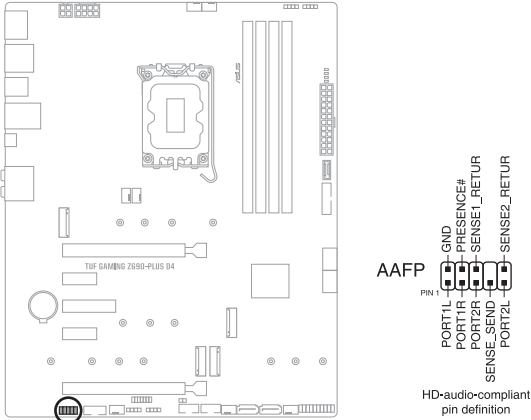 /SUS
TUF GAMING Z690-PLUS D4
AAFP
PIN 1
GND
PRESENCE#
SENSE1_RETUR
SENSE2_RETUR
PORT1L
PORT1R
PORT2R
SENSE_SEND
PORT2L
HD-audio-compliant
pin definition